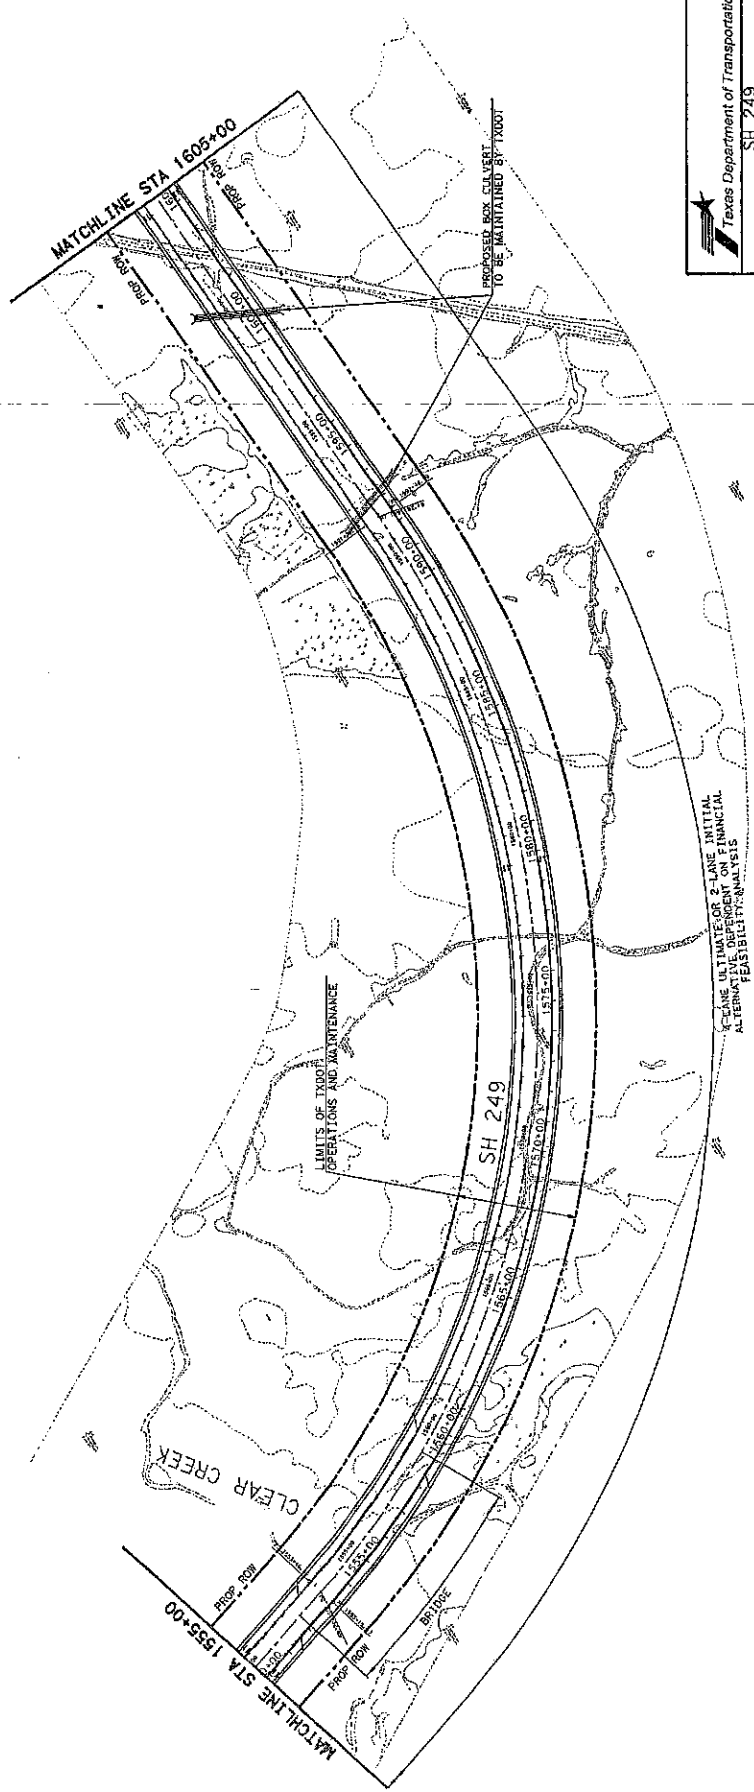 MATCHLINE STA 1605+00
PROP ROW
PROP ROW
PROPOSED BOX CULVERT
TO BE MAINTAINED BY TXDOT
Texas Department of Transportation
SH 249
1595+00
1590+00
1585+00
1580+00
1575+00
1570+00
1565+00
1560+00
1555+00
SH 249
LIMITS OF TXDOT
OPERATIONS AND MAINTENANCE
4-LANE ULTIMATE OR 2-LANE INITIAL
ALTERNATIVE DEPENDENT ON FINANCIAL
FEASIBILITY ANALYSIS
CLEAR CREEK
PROP ROW
PROP ROW
BRIDGE
MATCHLINE STA 1555+00